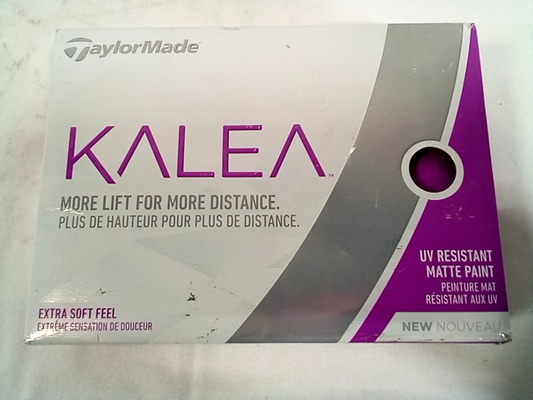 TaylorMade
KALEA™
MORE LIFT FOR MORE DISTANCE.
PLUS DE HAUTEUR POUR PLUS DE DISTANCE.
UV RESISTANT
MATTE PAINT
PEINTURE MAT
RÉSISTANT AUX UV
EXTRA SOFT FEEL
EXTRÊME SENSATION DE DOUCEUR
NEW NOUVEAU